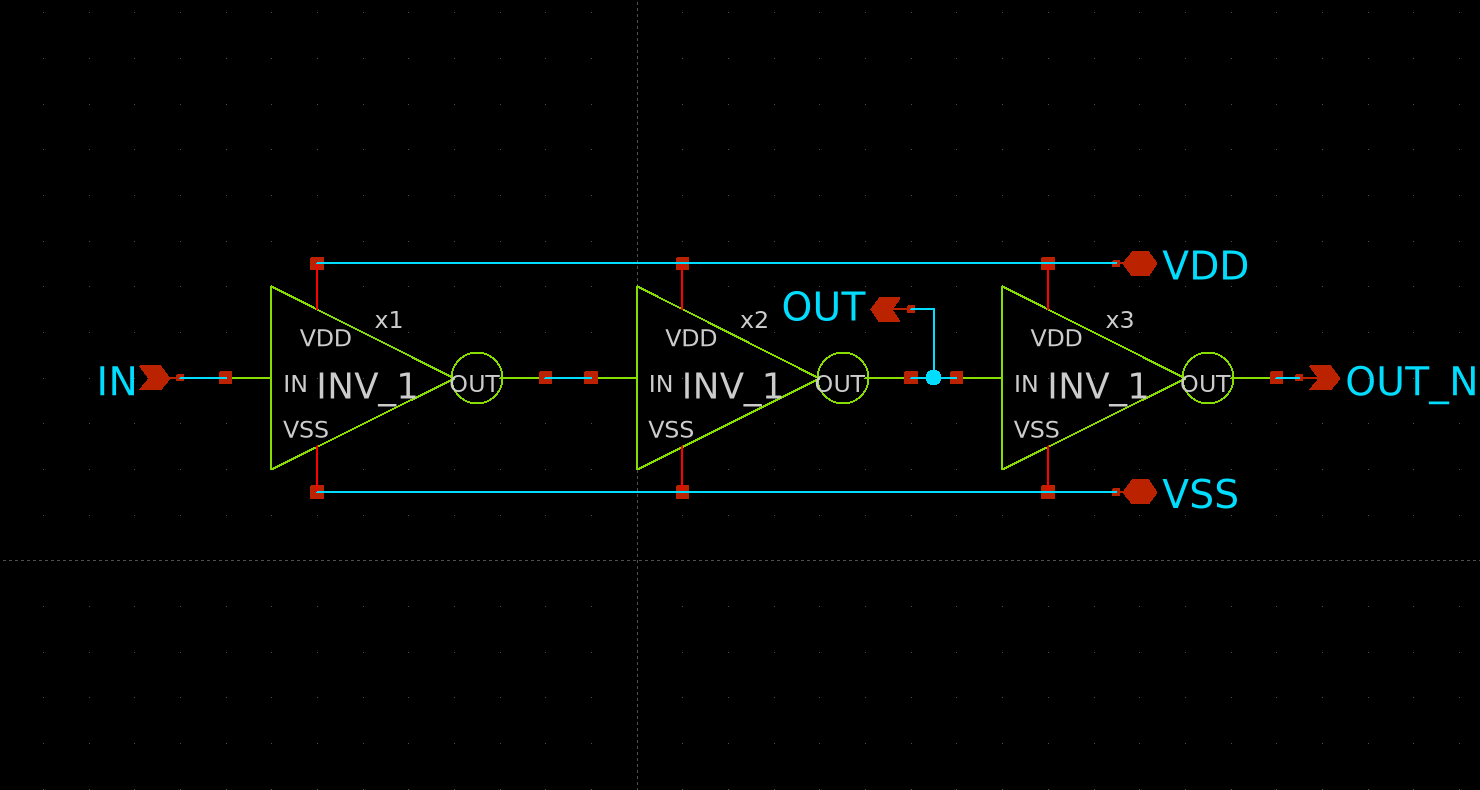 VDD
OUT
x1
x2
x3
VDD
VDD
VDD
IN
IN
INV_1
OUT
IN
INV_1
OUT
IN
INV_1
OUT
OUT_N
VSS
VSS
VSS
VSS